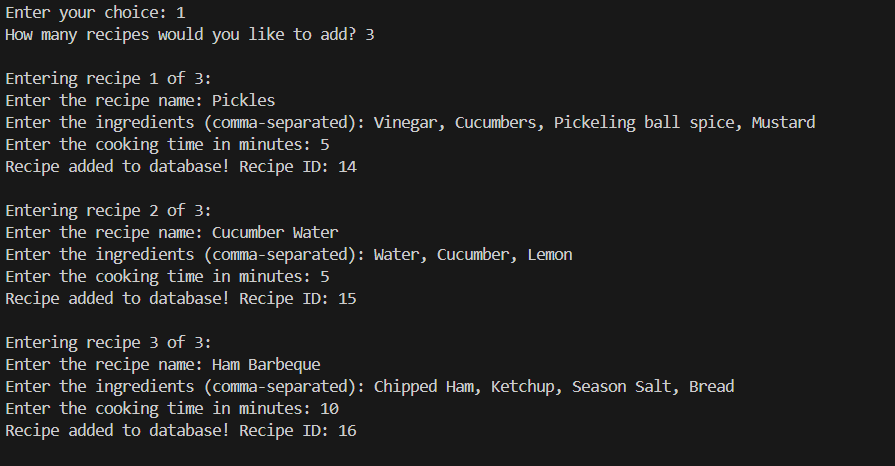 Enter your choice: 1
How many recipes would you like to add? 3
Entering recipe 1 of 3:
Enter the recipe name: Pickles
Enter the ingredients (comma-separated): Vinegar, Cucumbers, Pickeling ball spice, Mustard
Enter the cooking time in minutes: 5
Recipe added to database! Recipe ID: 14
Entering recipe 2 of 3:
Enter the recipe name: Cucumber Water
Enter the ingredients (comma-separated): Water, Cucumber, Lemon
Enter the cooking time in minutes: 5
Recipe added to database! Recipe ID: 15
Entering recipe 3 of 3:
Enter the recipe name: Ham Barbeque
Enter the ingredients (comma-separated): Chipped Ham, Ketchup, Season Salt, Bread
Enter the cooking time in minutes: 10
Recipe added to database! Recipe ID: 16